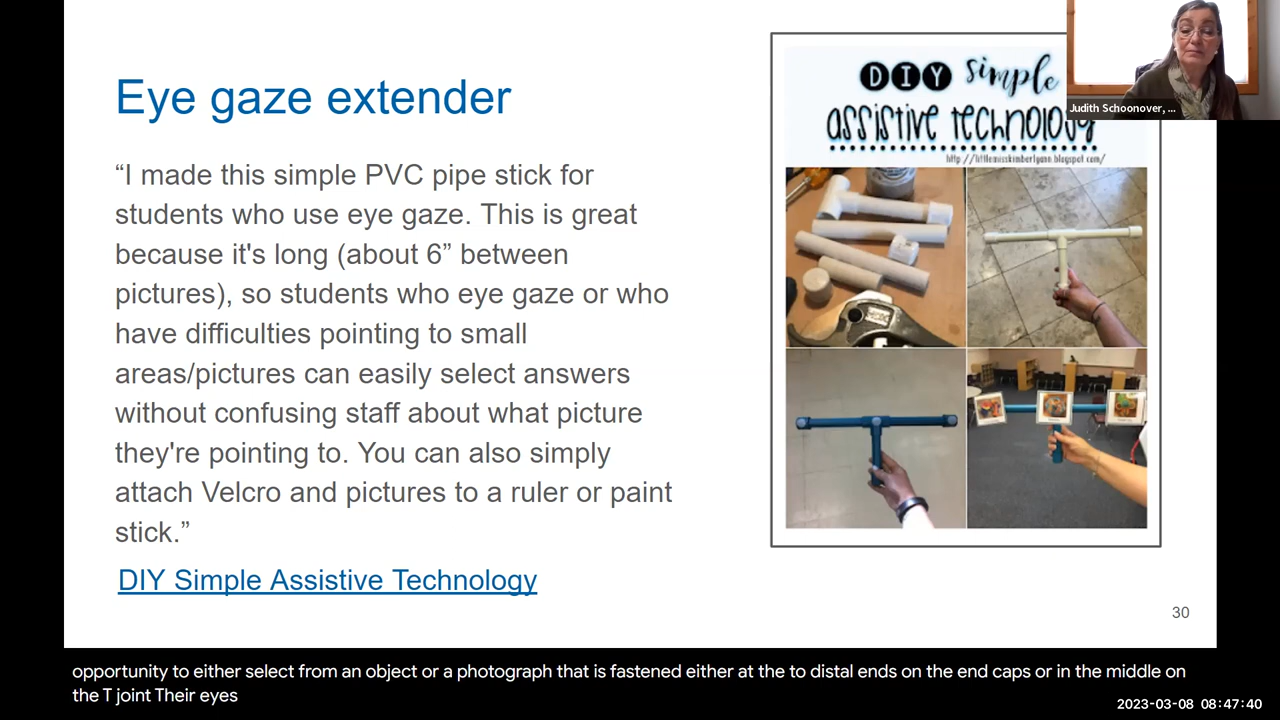 Eye gaze extender
“I made this simple PVC pipe stick for
students who use eye gaze. This is great
because it's long (about 6” between
pictures), so students who eye gaze or who
have difficulties pointing to small
areas/pictures can easily select answers
without confusing staff about what picture
they're pointing to. You can also simply
attach Velcro and pictures to a ruler or paint
stick.”
DIY Simple Assistive Technology
DIY simple
assistive technology
http://littlemisskimberlyann.blogspot.com/
Judith Schoonover, ...
30
opportunity to either select from an object or a photograph that is fastened either at the to distal ends on the end caps or in the middle on
the T joint Their eyes
2023-03-08 08:47:40